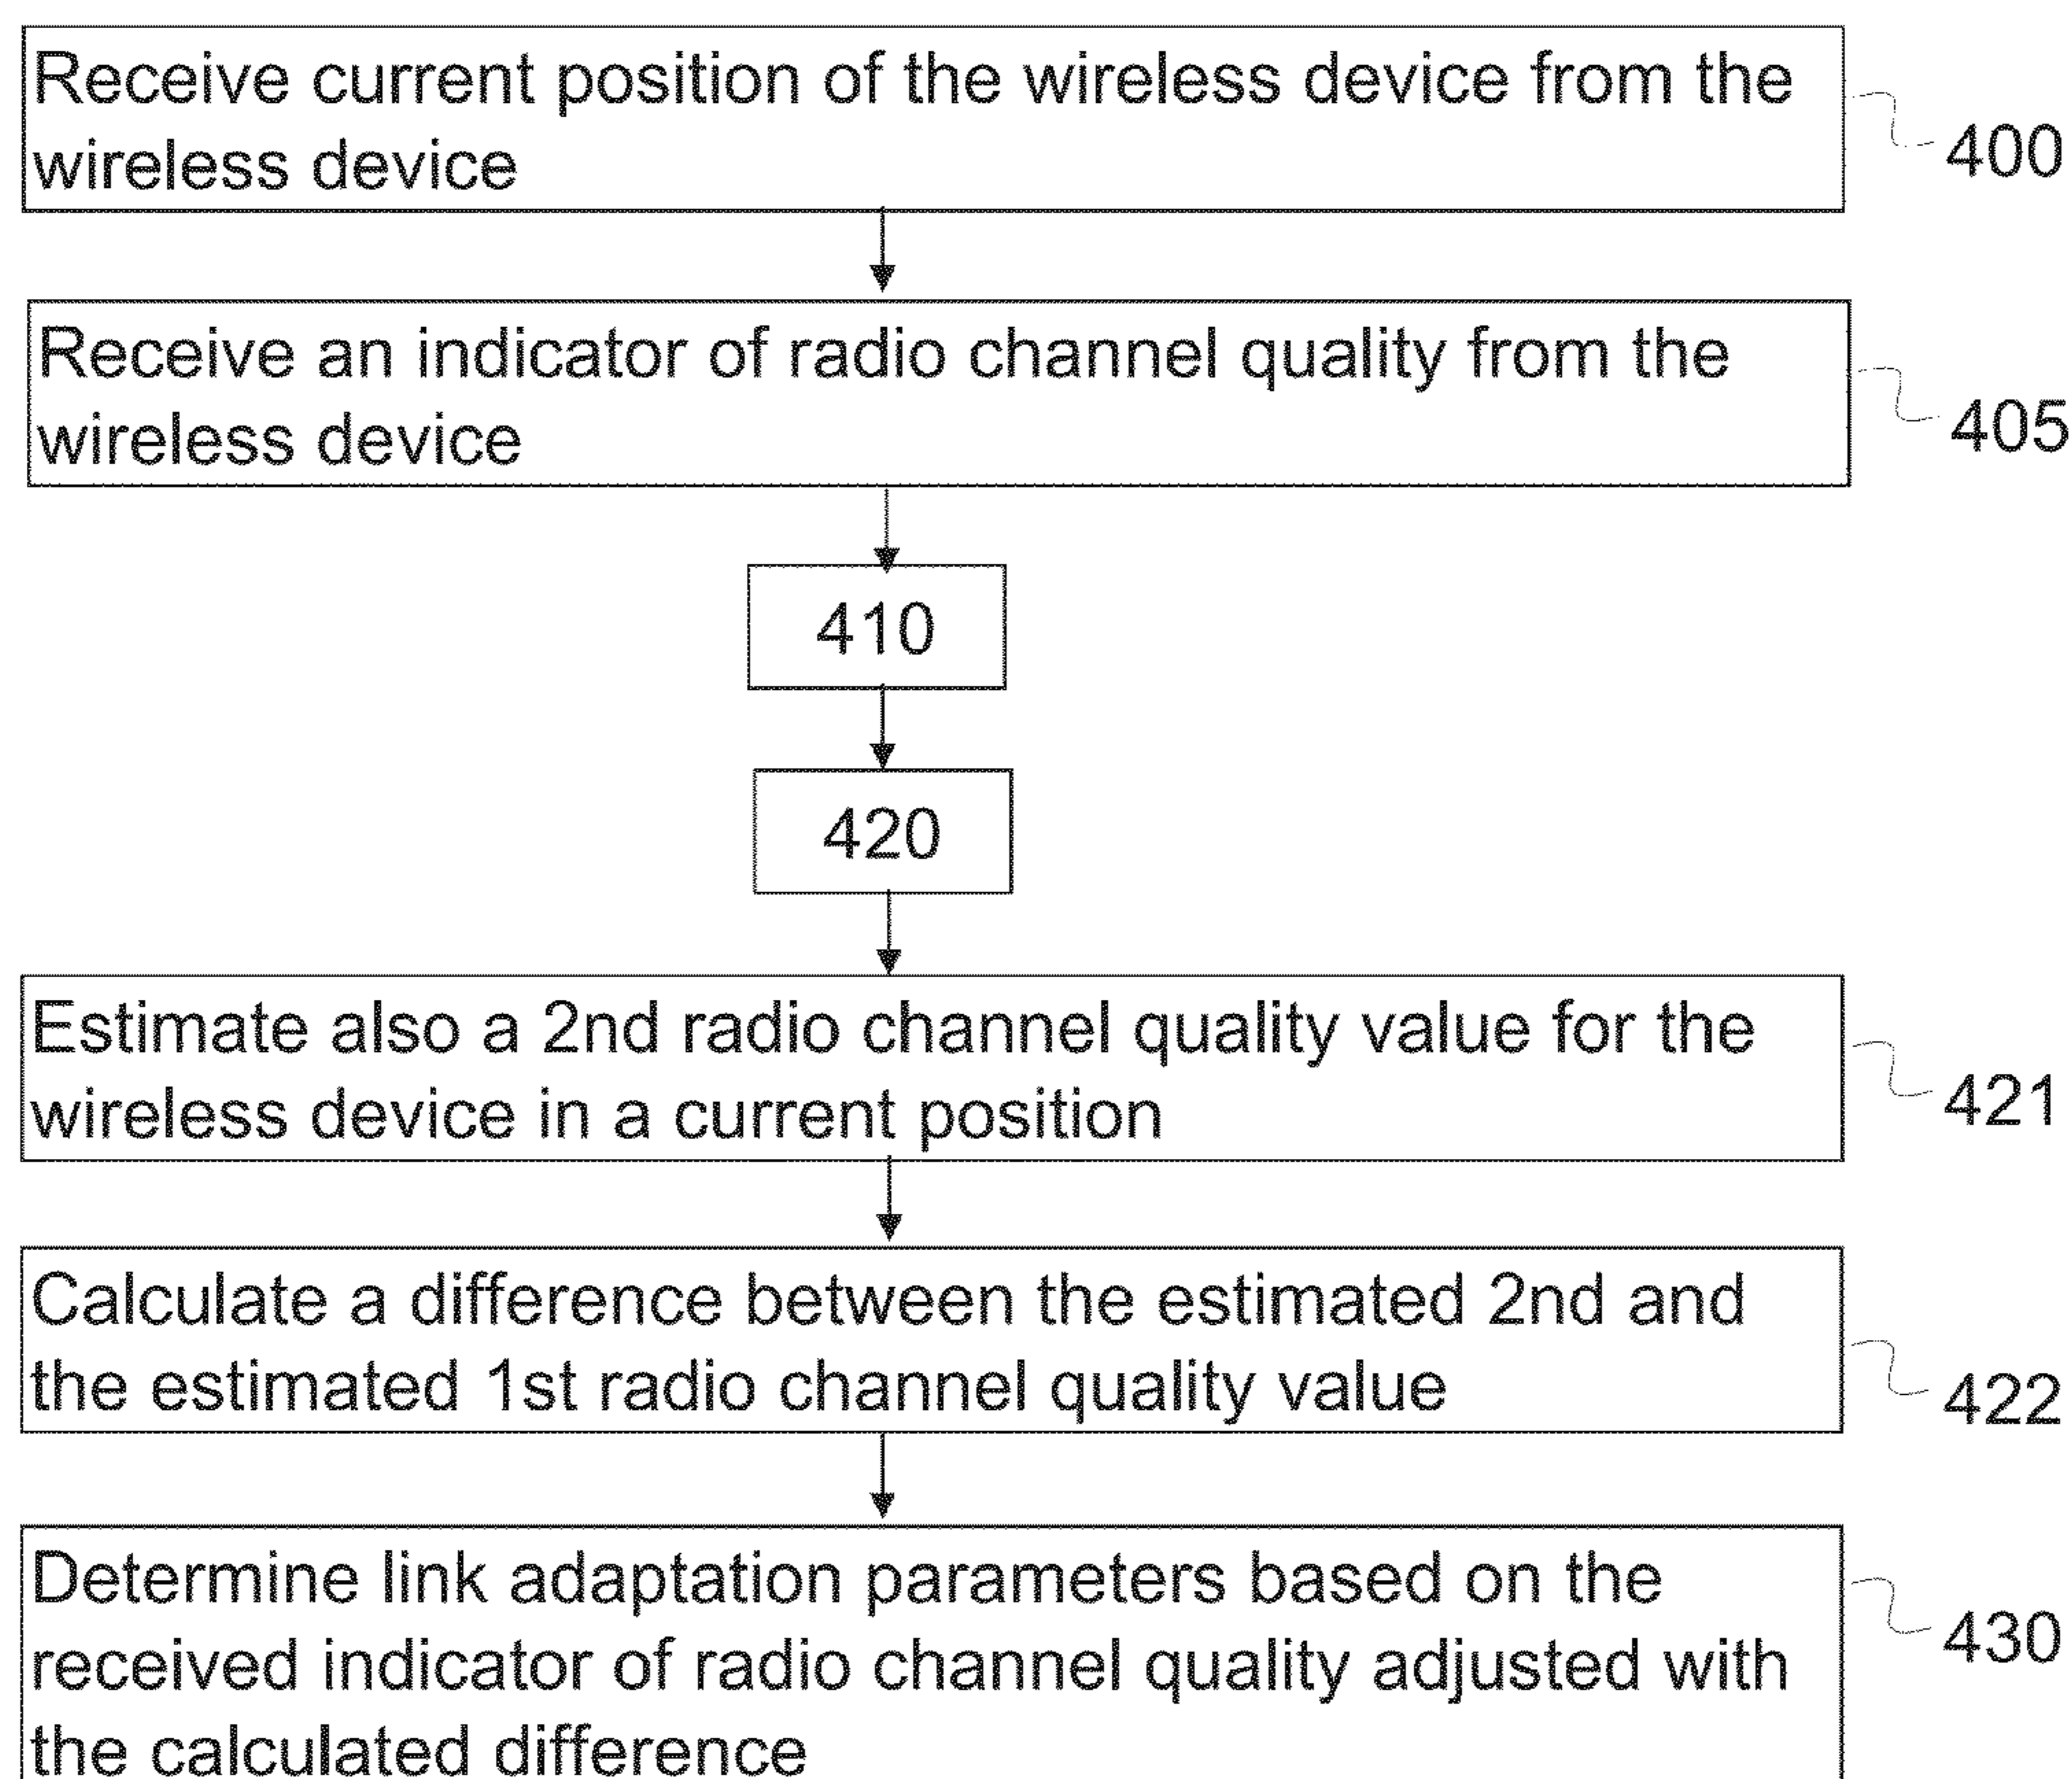 Receive current position of the wireless device from the
wireless device
400
Receive an indicator of radio channel quality from the
wireless device
405
410
420
Estimate also a 2nd radio channel quality value for the
wireless device in a current position
421
Calculate a difference between the estimated 2nd and
the estimated 1st radio channel quality value
422
Determine link adaptation parameters based on the
received indicator of radio channel quality adjusted with
the calculated difference
430